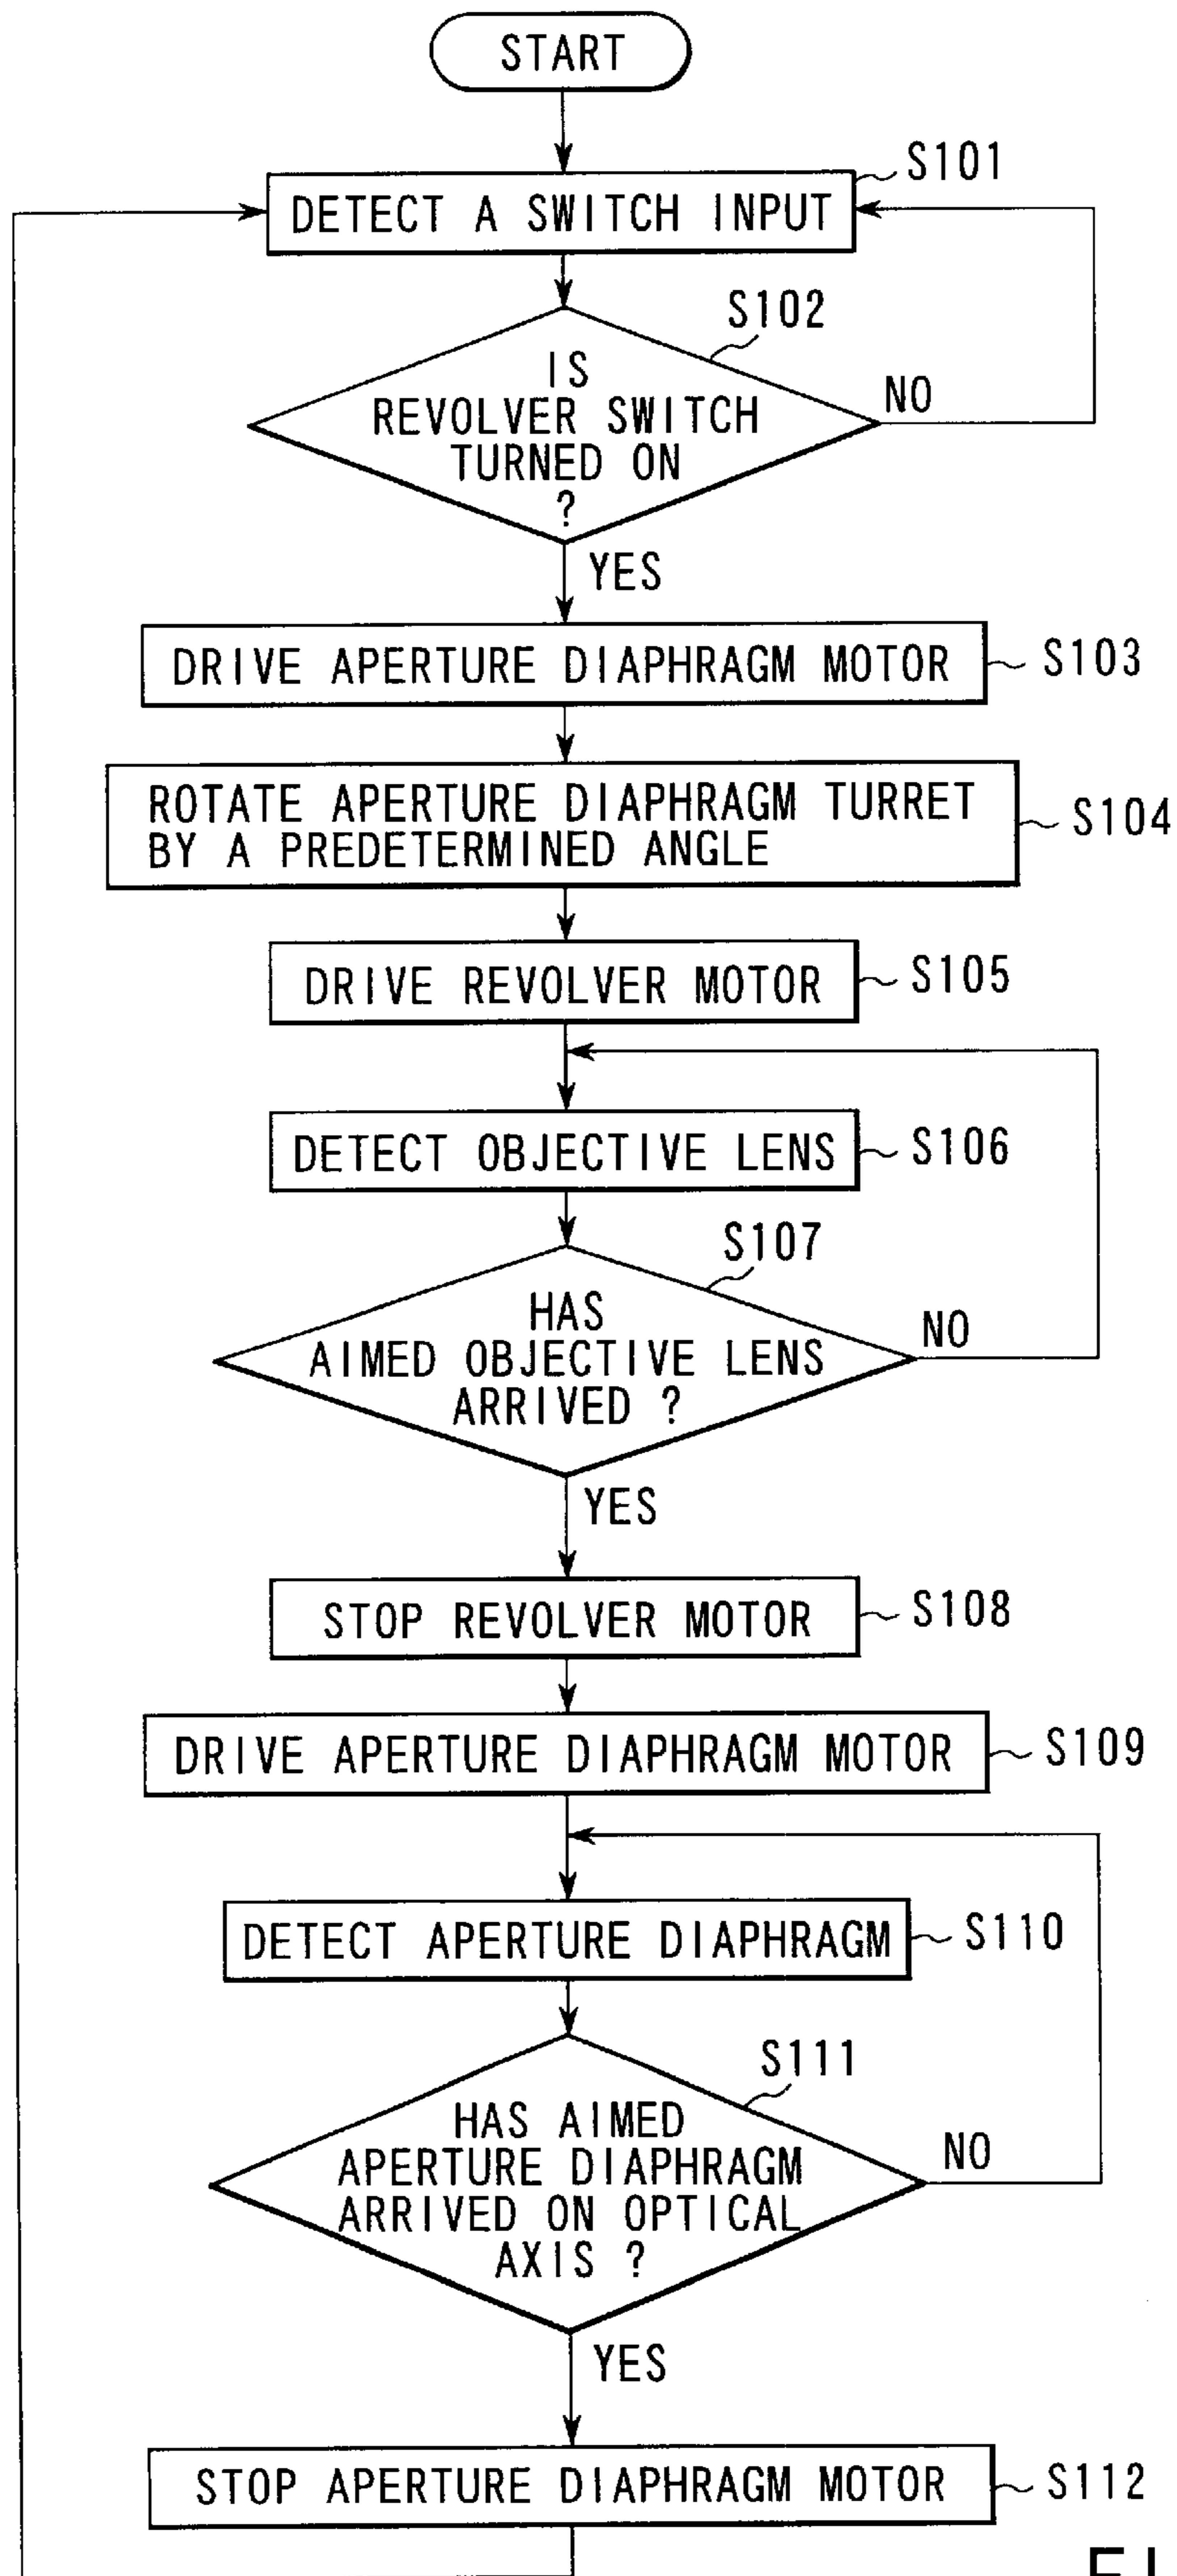 START
S101
DETECT A SWITCH INPUT
S102
IS
REVOLVER SWITCH
TURNED ON
?
NO
YES
DRIVE APERTURE DIAPHRAGM MOTOR
S103
ROTATE APERTURE DIAPHRAGM TURRET
BY A PREDETERMINED ANGLE
S104
DRIVE REVOLVER MOTOR
S105
DETECT OBJECTIVE LENS
S106
S107
HAS
AIMED OBJECTIVE LENS
ARRIVED ?
NO
YES
STOP REVOLVER MOTOR
S108
DRIVE APERTURE DIAPHRAGM MOTOR
S109
DETECT APERTURE DIAPHRAGM
S110
S111
HAS AIMED
APERTURE DIAPHRAGM
ARRIVED ON OPTICAL
AXIS ?
NO
YES
STOP APERTURE DIAPHRAGM MOTOR
S112